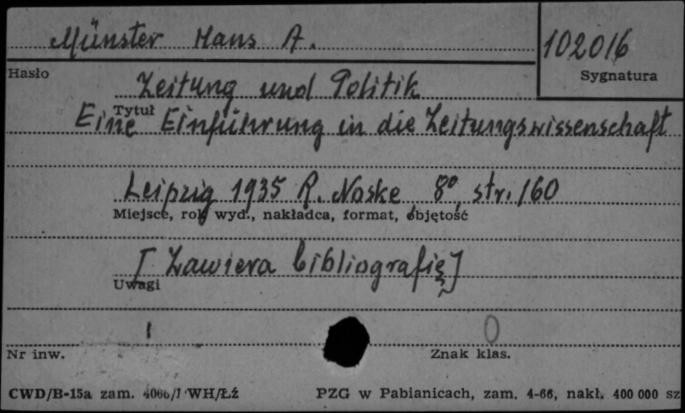 Münster Hans A.
102016
Hasło
Sygnatura
Zeitung und Politik
Tytuł
Eine Einführung in die Zeitungswissenschaft
Leipzig 1935 R. Noske 8°, str. 160
Miejsce, rok wyd., nakładca, format, objętość
[Zawiera bibliografię]
Uwagi
1 0
Nr inw. Znak klas.
CWD/B-15a zam. 4066/I WH/Łź PZG w Pabianicach, zam. 4-66, nakł. 400 000 sz